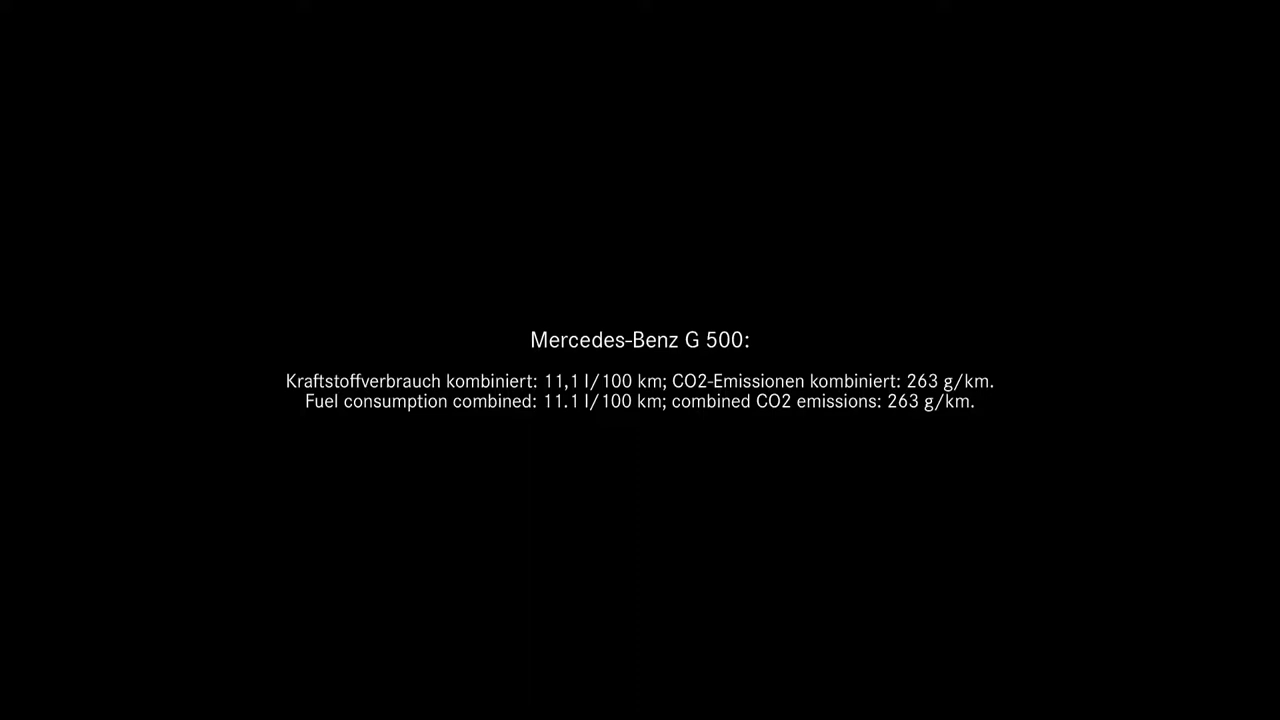 Mercedes-Benz G 500:
Kraftstoffverbrauch kombiniert: 11,1 l/100 km; CO2-Emissionen kombiniert: 263 g/km.
Fuel consumption combined: 11.1 l/100 km; combined CO2 emissions: 263 g/km.